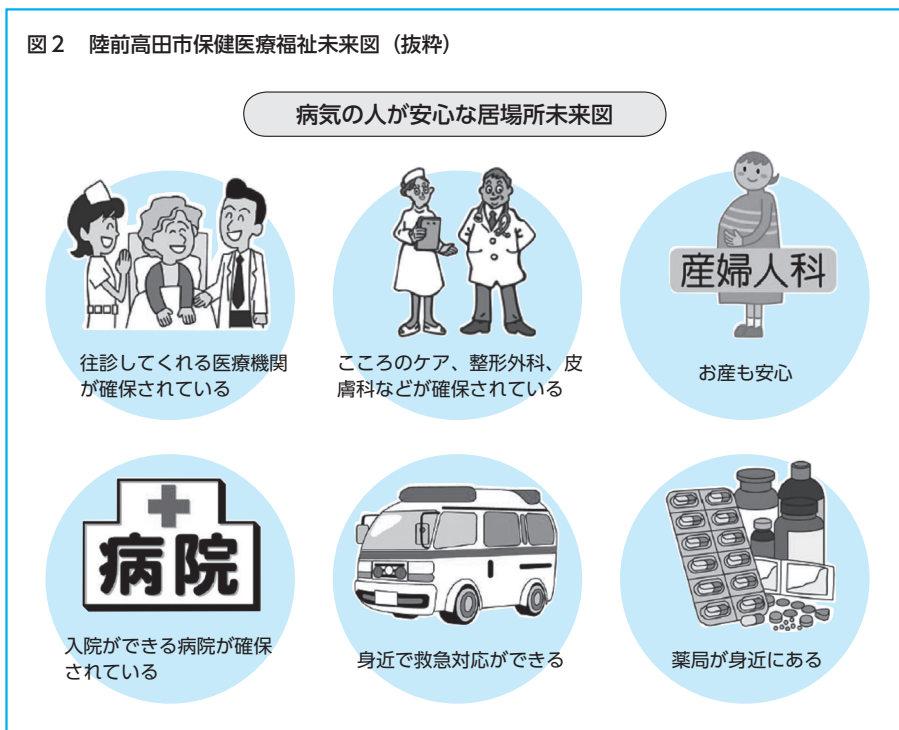 図2 陸前高田市保健医療福祉未来図（抜粋）
病気の人が安心な居場所未来図
往診してくれる医療機関
が確保されている
こころのケア、整形外科、皮
膚科などが確保されている
産婦人科
お産も安心
病院
入院ができる病院が確保
されている
身近で救急対応ができる
薬局が身近にある